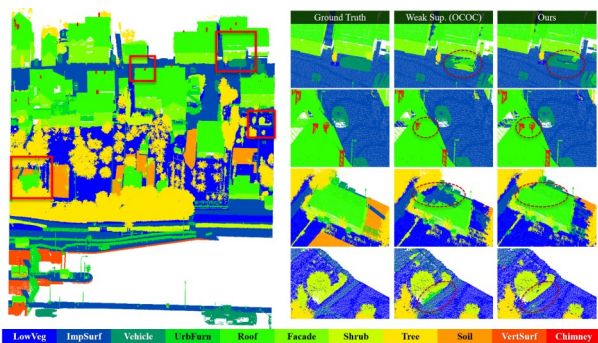 Ground Truth
Weak Sup. (OCOC)
Ours
LowVeg ImpSurf Vehicle UrbFurn Roof Facade Shrub Tree Soil VertSurf Chimney